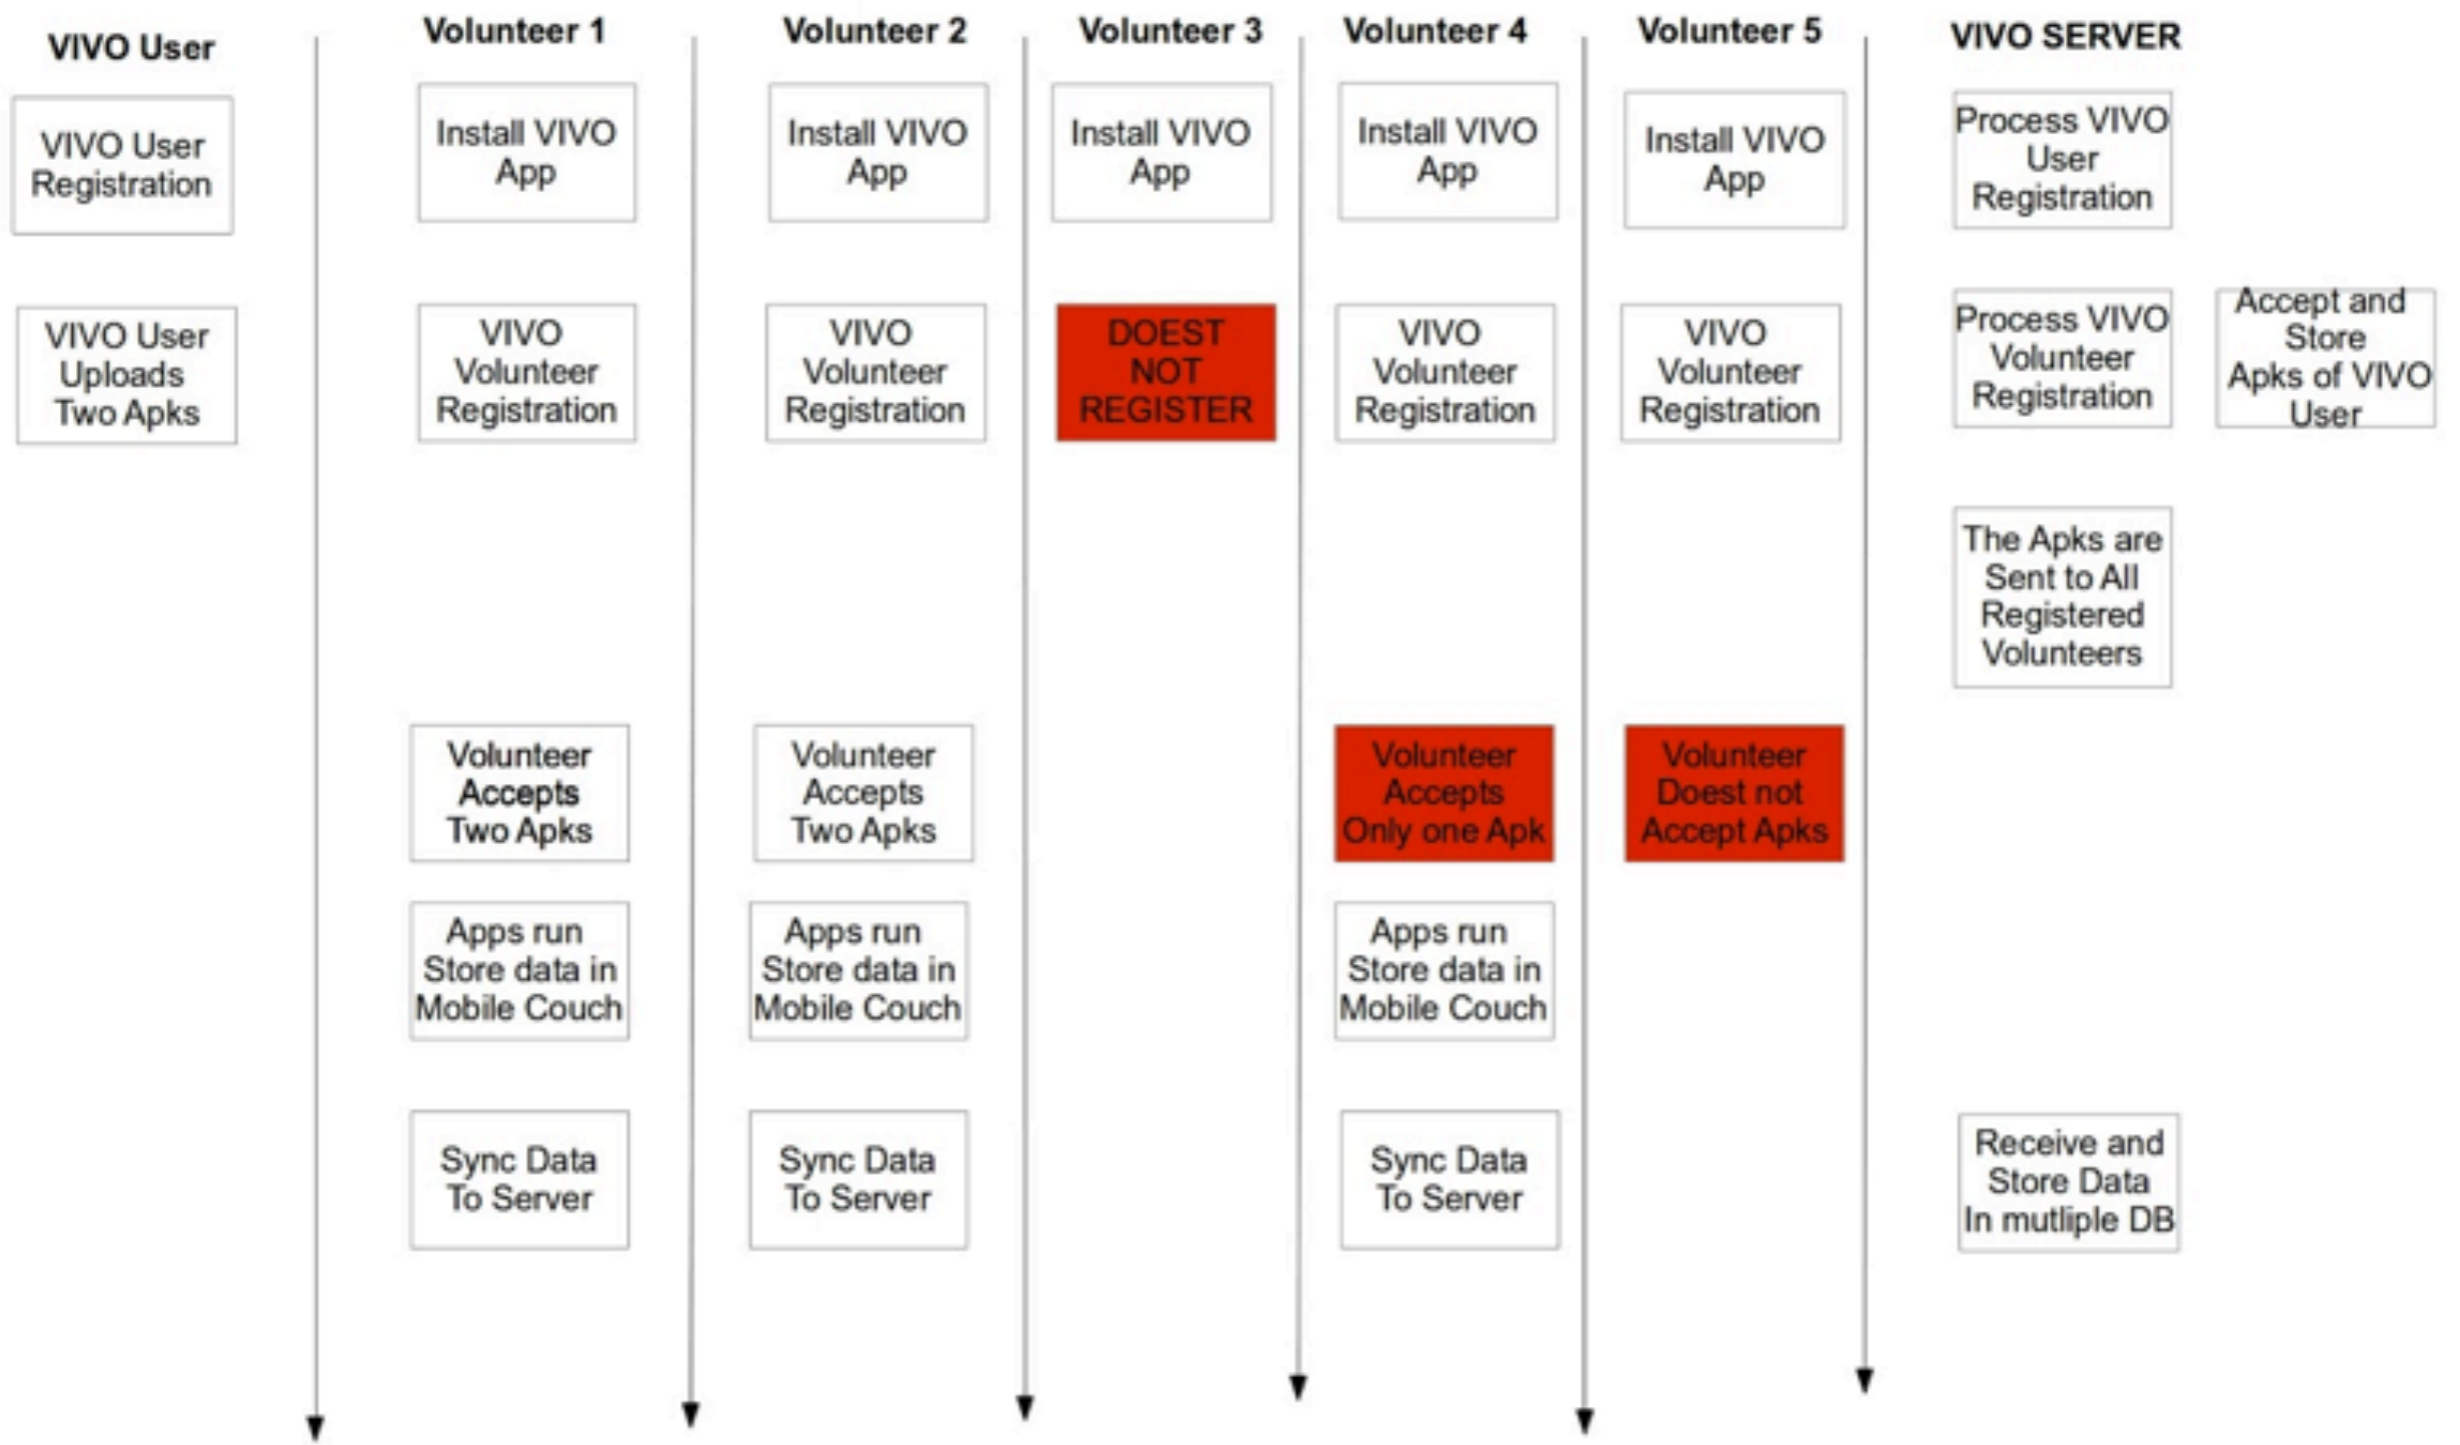 VIVO User
Volunteer 1
Volunteer 2
Volunteer 3
Volunteer 4
Volunteer 5
VIVO SERVER
VIVO User
Registration
Install VIVO
App
Install VIVO
App
Install VIVO
App
Install VIVO
App
Install VIVO
App
Process VIVO
User
Registration
VIVO User
Uploads
Two Apks
VIVO
Volunteer
Registration
VIVO
Volunteer
Registration
DOEST
NOT
REGISTER
VIVO
Volunteer
Registration
VIVO
Volunteer
Registration
Process VIVO
Volunteer
Registration
Accept and
Store
Apks of VIVO
User
The Apks are
Sent to All
Registered
Volunteers
Volunteer
Accepts
Two Apks
Volunteer
Accepts
Two Apks
Volunteer
Accepts
Only one Apk
Volunteer
Doest not
Accept Apks
Apps run
Store data in
Mobile Couch
Apps run
Store data in
Mobile Couch
Apps run
Store data in
Mobile Couch
Sync Data
To Server
Sync Data
To Server
Sync Data
To Server
Receive and
Store Data
In mutliple DB